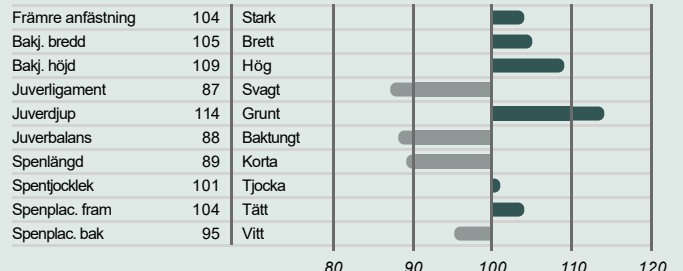 Främre anfästning 104 Stark
Bakj. bredd 105 Brett
Bakj. höjd 109 Hög
Juverligament 87 Svagt
Juverdjup 114 Grunt
Juverbalans 88 Baktungt
Spenlängd 89 Korta
Spentjocklek 101 Tjocka
Spenplac. fram 104 Tätt
Spenplac. bak 95 Vitt
80 90 100 110 120